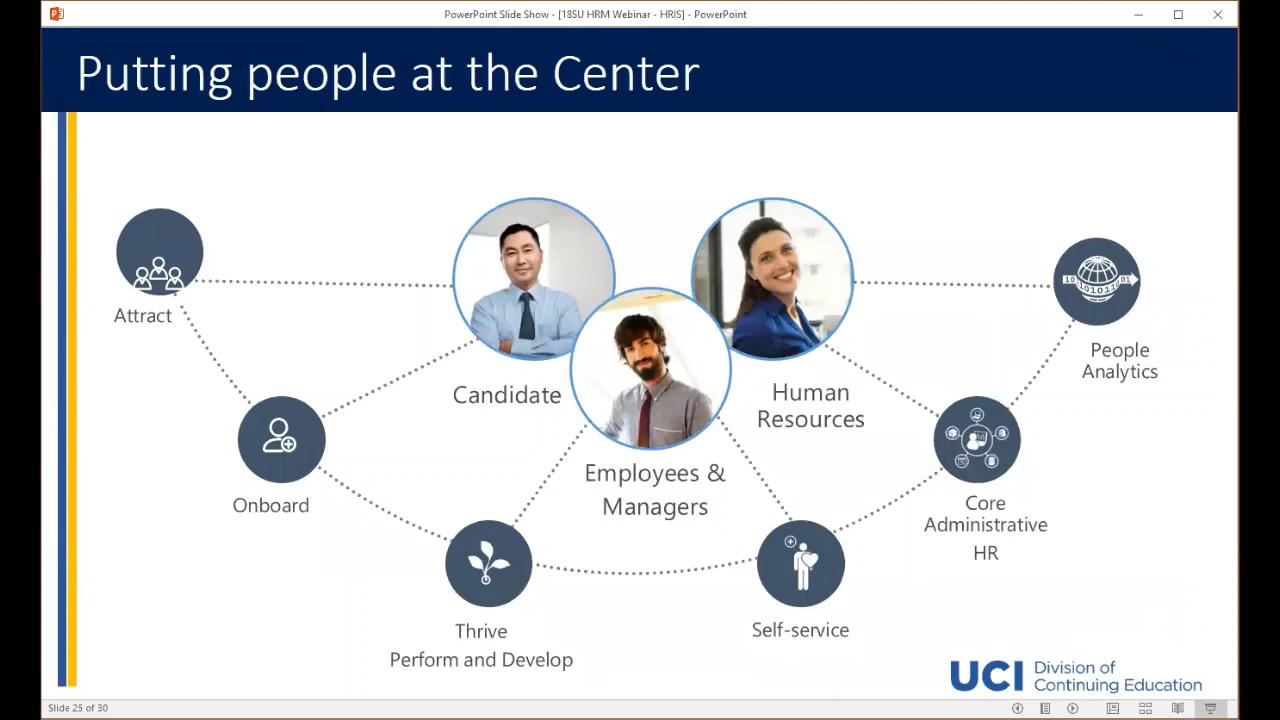 PowerPoint Slide Show - [18SU HRM Webinar - HRIS] - PowerPoint
Putting people at the Center
Attract
Candidate
Human
Resources
People
Analytics
Onboard
Employees &
Managers
Core
Administrative
HR
Thrive
Perform and Develop
Self-service
UCI Division of
Continuing Education
Slide 25 of 30